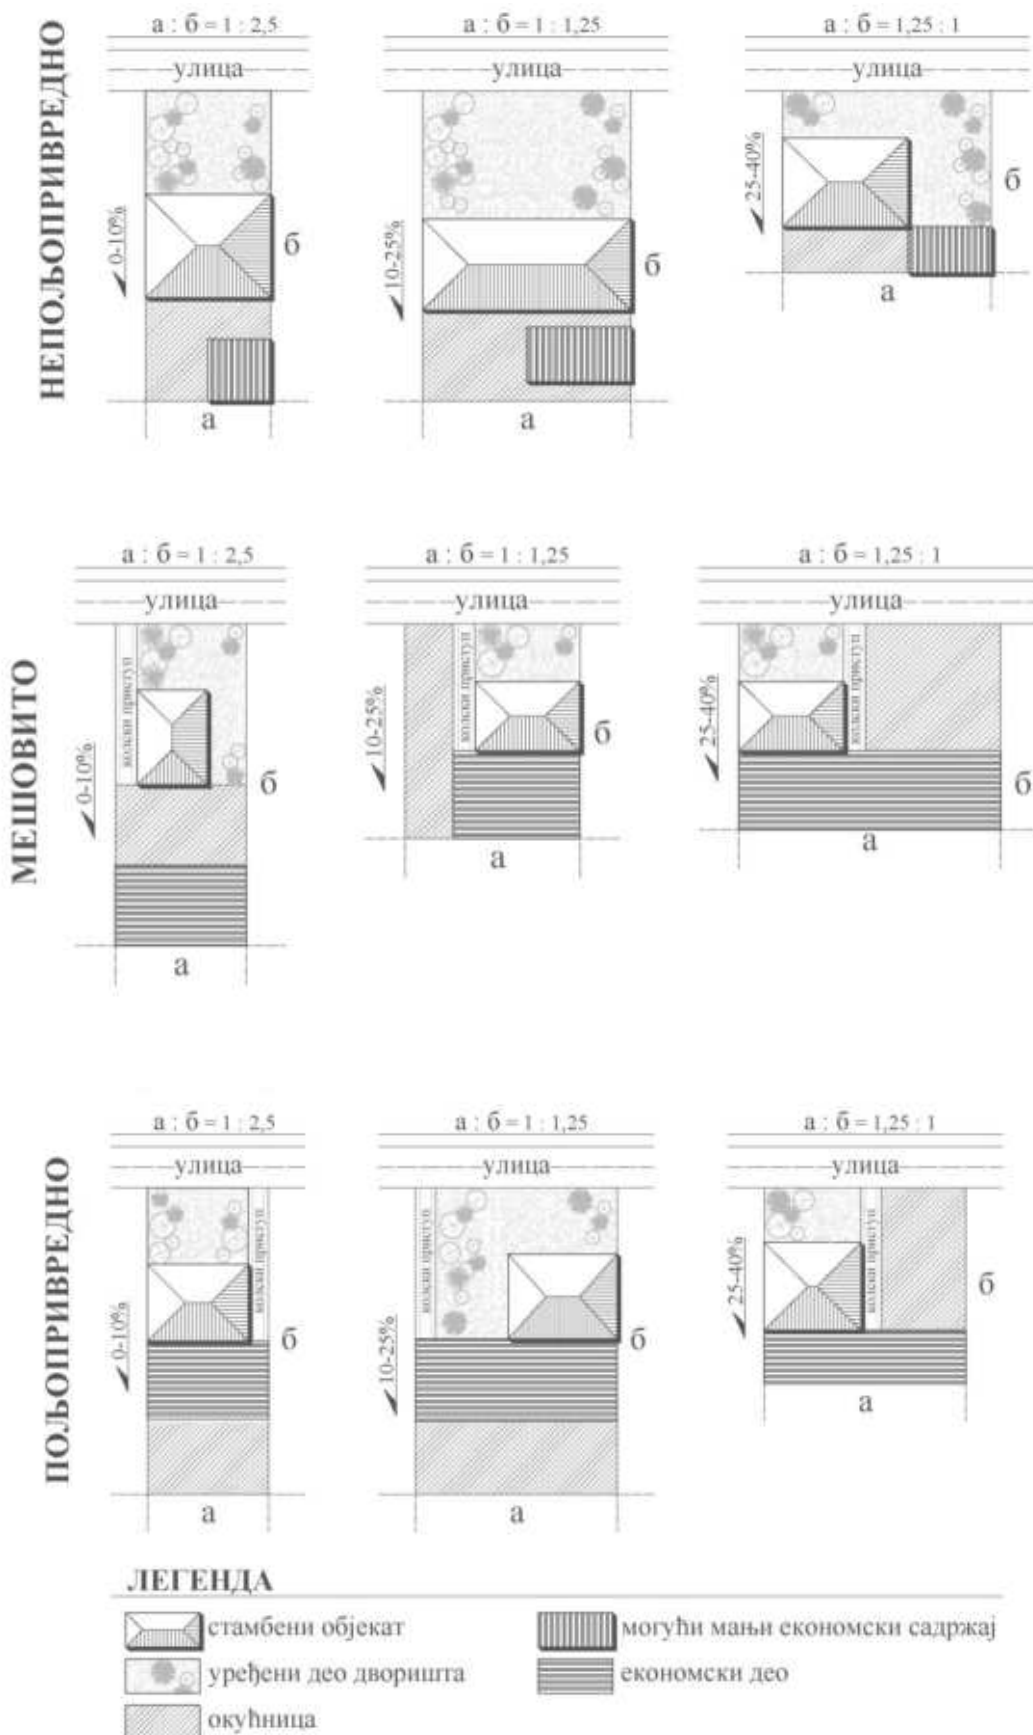 НЕПОЉОПРИВРЕДНО
а : б = 1 : 2,5
улица
0-10%
б
а
а : б = 1 : 1,25
улица
10-25%
б
а
а : б = 1,25 : 1
улица
25-40%
б
а
МЕШОВИТО
а : б = 1 : 2,5
улица
колски приступ
0-10%
б
а
а : б = 1 : 1,25
улица
колски приступ
10-25%
б
а
а : б = 1,25 : 1
улица
колски приступ
25-40%
б
а
ПОЉОПРИВРЕДНО
а : б = 1 : 2,5
улица
колски приступ
0-10%
б
а
а : б = 1 : 1,25
улица
колски приступ
10-25%
б
а
а : б = 1,25 : 1
улица
колски приступ
25-40%
б
а
ЛЕГЕНДА
стамбени објекат
уређени део дворишта
окућница
могући мањи економски садржај
економски део